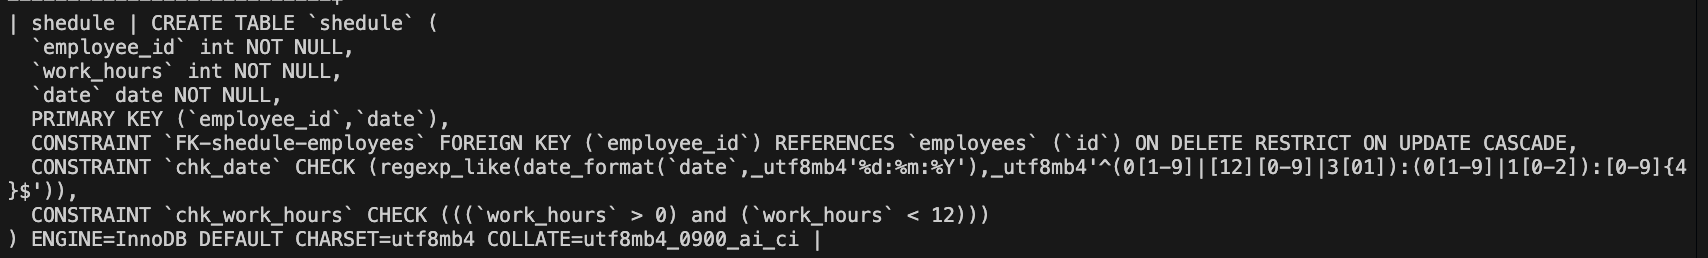 | shedule | CREATE TABLE `shedule` (
  `employee_id` int NOT NULL,
  `work_hours` int NOT NULL,
  `date` date NOT NULL,
  PRIMARY KEY (`employee_id`,`date`),
  CONSTRAINT `FK-shedule-employees` FOREIGN KEY (`employee_id`) REFERENCES `employees` (`id`) ON DELETE RESTRICT ON UPDATE CASCADE,
  CONSTRAINT `chk_date` CHECK (regexp_like(date_format(`date`,_utf8mb4'%d:%m:%Y'),_utf8mb4'^(0[1-9]|[12][0-9]|3[01]):(0[1-9]|1[0-2]):[0-9]{4
}$')),
  CONSTRAINT `chk_work_hours` CHECK (((`work_hours` > 0) and (`work_hours` < 12)))
) ENGINE=InnoDB DEFAULT CHARSET=utf8mb4 COLLATE=utf8mb4_0900_ai_ci |